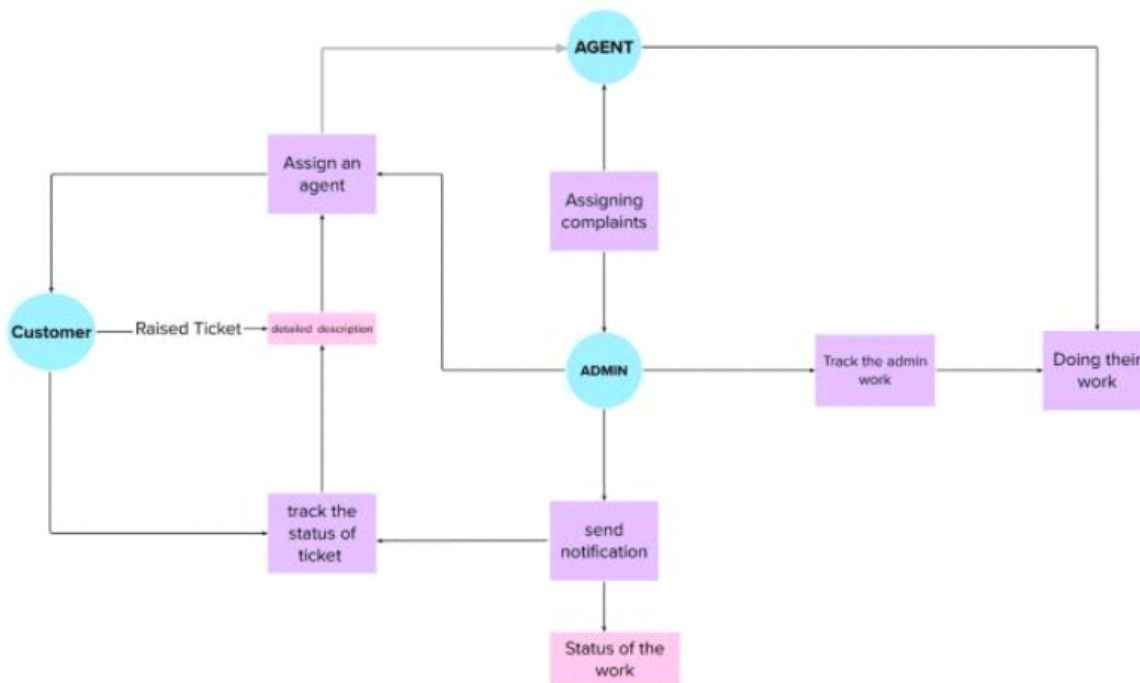 AGENT
Assign an
agent
Assigning
complaints
Customer
Raised Ticket
detailed description
ADMIN
Track the admin
work
Doing their
work
track the
status of
ticket
send
notification
Status of the
work